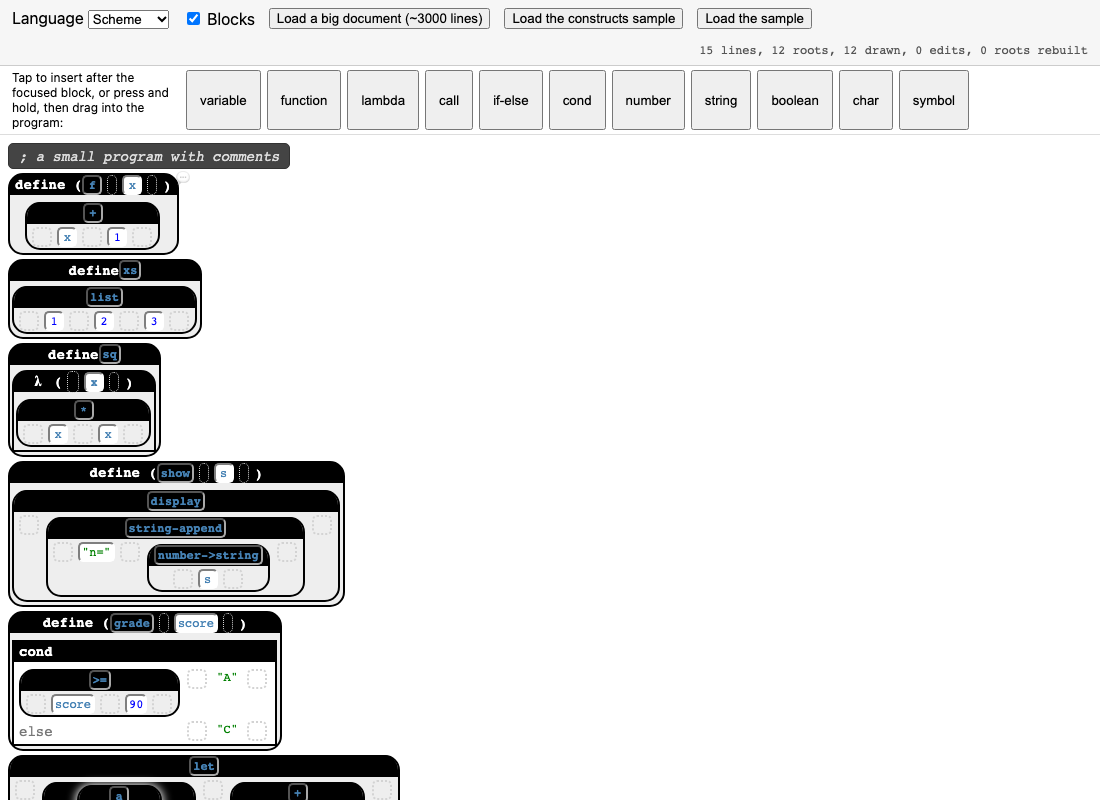 Language Scheme Blocks Load a big document (~3000 lines) Load the constructs sample Load the sample
15 lines, 12 roots, 12 drawn, 0 edits, 0 roots rebuilt
Tap to insert after the
focused block, or press and
hold, then drag into the
program:
variable function lambda call if-else cond number string boolean char symbol
; a small program with comments
define ( f x )
+
x 1
define xs
list
1 2 3
define sq
λ ( x )
*
x x
define ( show s )
display
string-append
"n=" number->string
s
define ( grade score )
cond
>= "A"
score 90
else "C"
let
a +